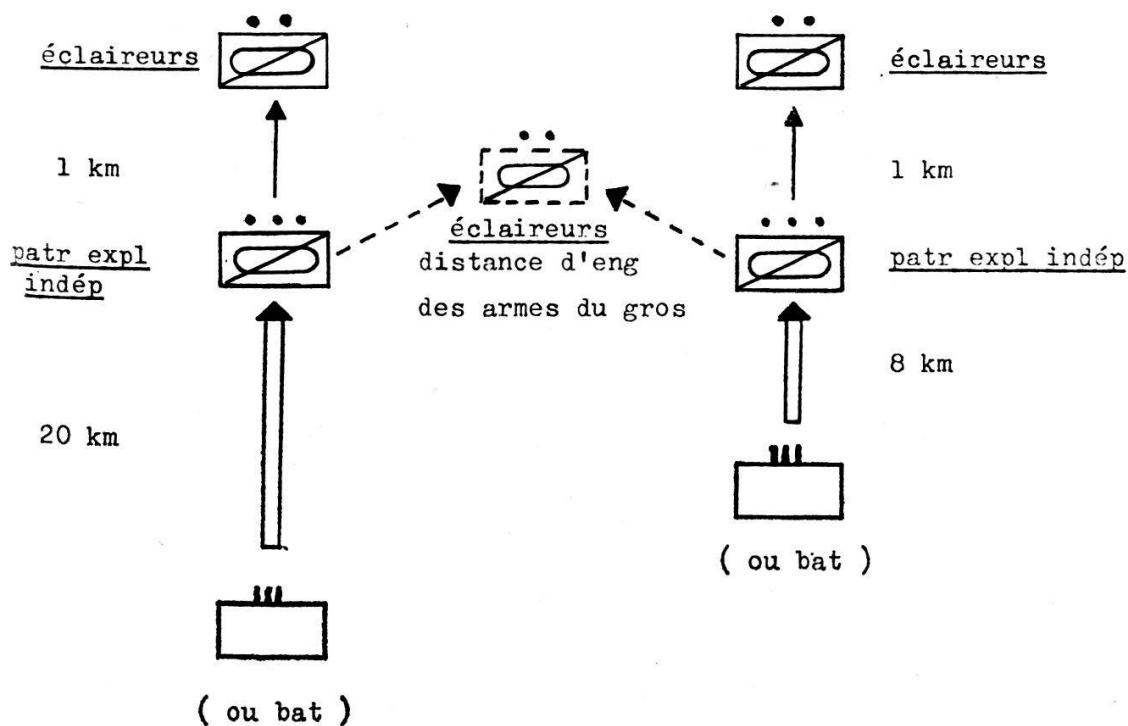 éclaireurs
éclaireurs
1 km
1 km
éclaireurs
distance d'eng
des armes du gros
patr expl
indép
patr expl indép
8 km
20 km
( ou bat )
( ou bat )